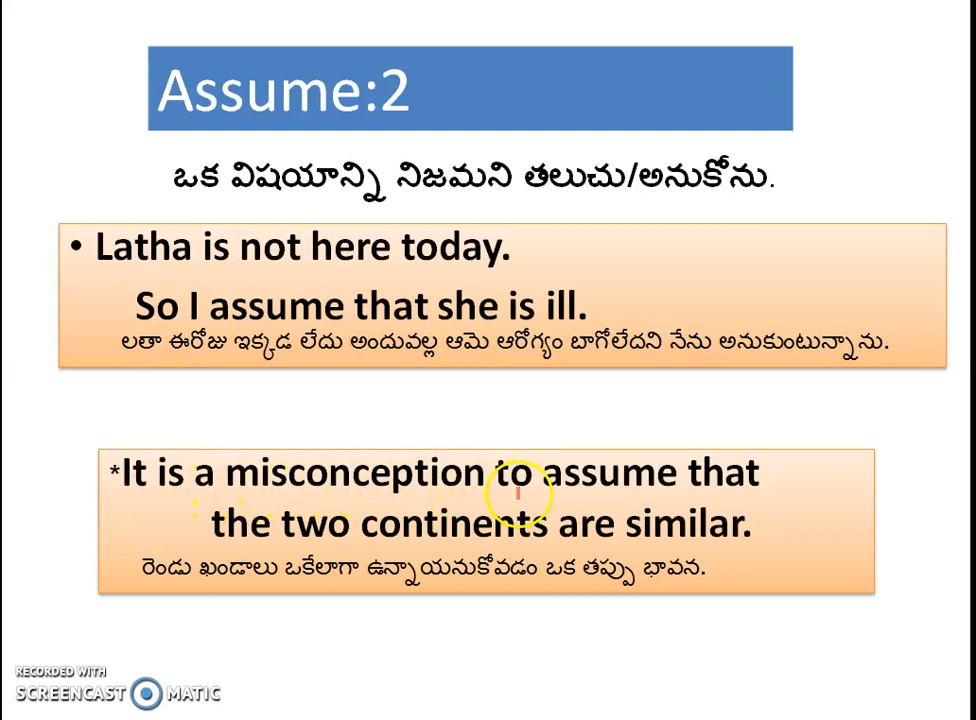 Assume:2
ఒక విషయాన్ని నిజమని తలుచు/అనుకోను.
• Latha is not here today.
So I assume that she is ill.
లతా ఈరోజు ఇక్కడ లేదు అందువల్ల ఆమె ఆరోగ్యం బాగోలేదని నేను అనుకుంటున్నాను.
*It is a misconception to assume that
the two continents are similar.
రెండు ఖండాలు ఒకేలాగా ఉన్నాయనుకోవడం ఒక తప్పు భావన.
RECORDED WITH
SCREENCAST MATIC